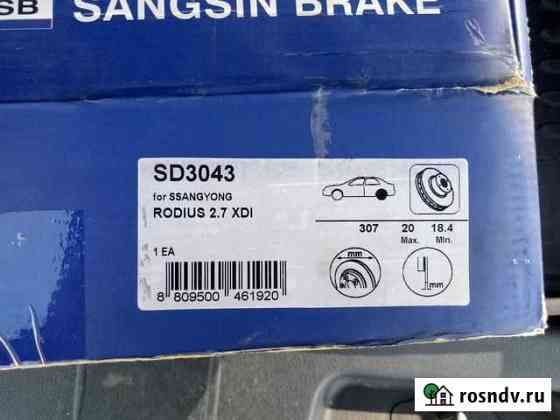 SB SANGSIN BRAKE
SD3043
for SSANGYONG
RODIUS 2.7 XDI
307 20 18.4
Max. Min.
1 EA
mm
mm
8 809500 461920
rosndv.ru